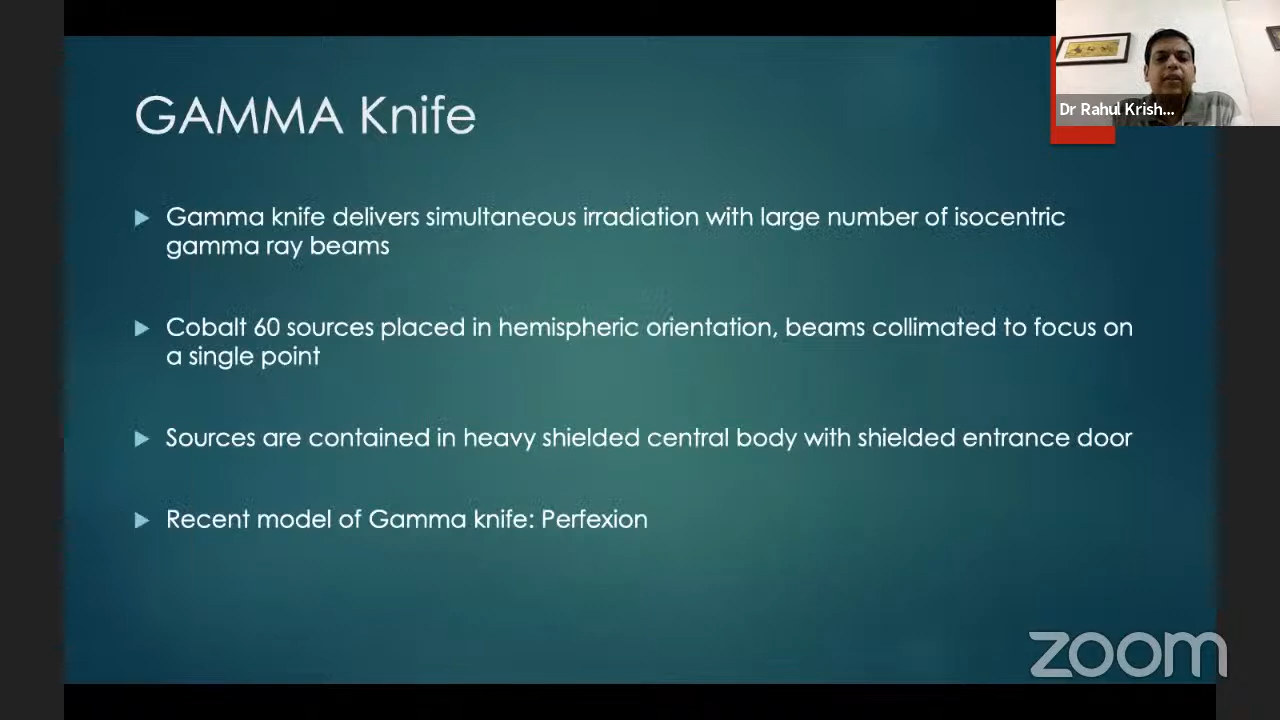 GAMMA Knife
Dr Rahul Krish...
Gamma knife delivers simultaneous irradiation with large number of isocentric
gamma ray beams
Cobalt 60 sources placed in hemispheric orientation, beams collimated to focus on
a single point
Sources are contained in heavy shielded central body with shielded entrance door
Recent model of Gamma knife: Perfexion
zoom